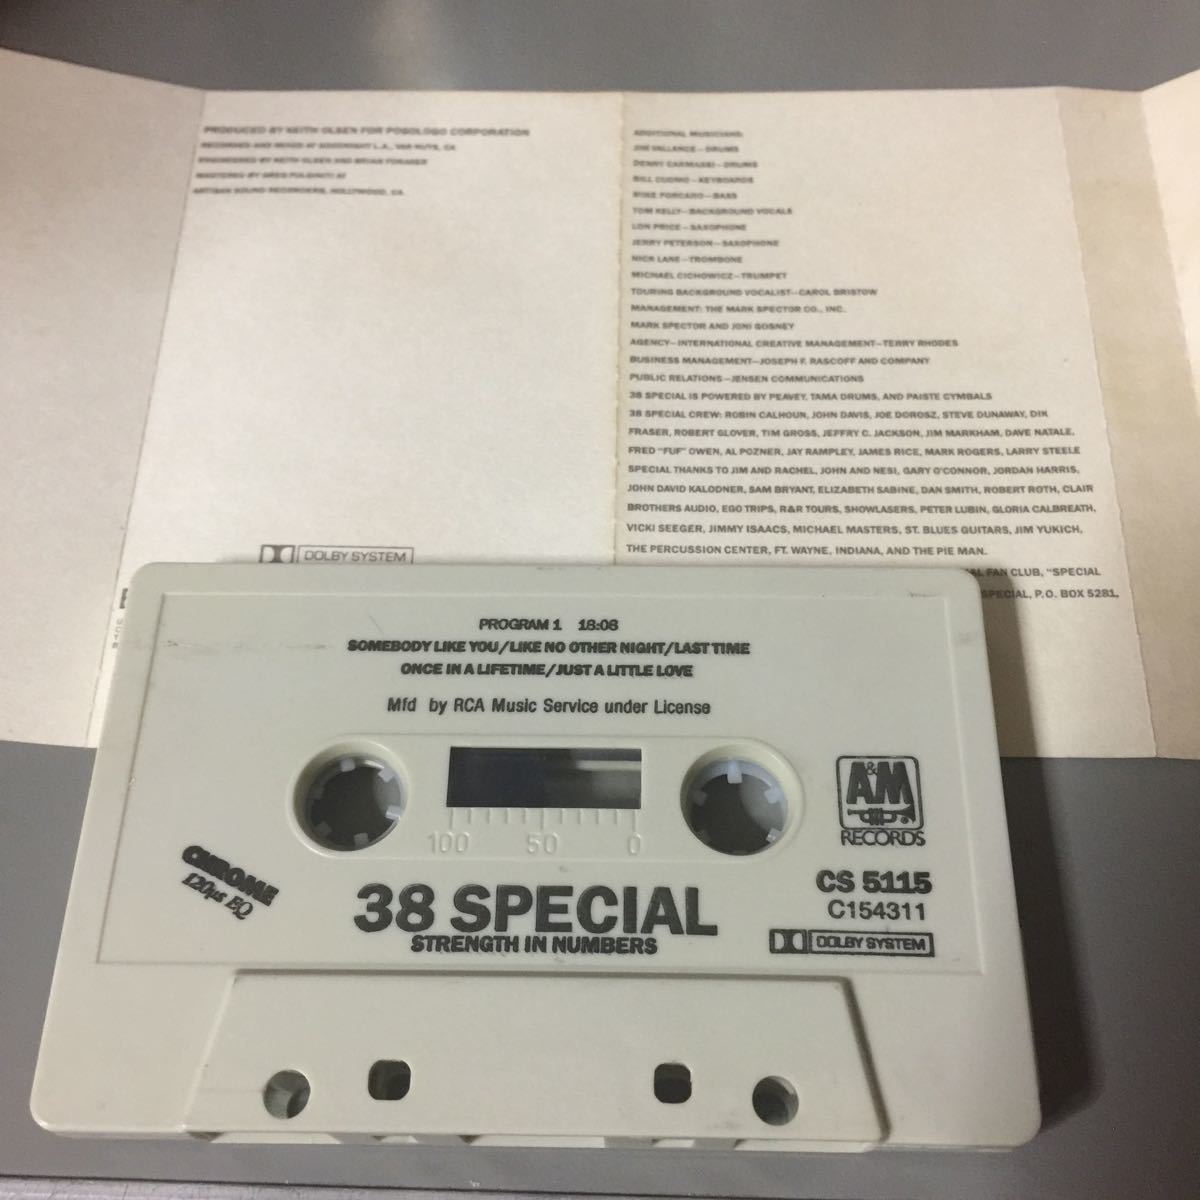 PRODUCED BY KEITH OLSEN FOR POGOLOGO CORPORATION
RECORDED AND MIXED AT GOODNIGHT L.A., VAN NUYS, CA
ENGINEERED BY KEITH OLSEN AND BRIAN FORAKER
MASTERED BY GREG FULGINITI AT
ARTISAN SOUND RECORDERS, HOLLYWOOD, CA.
DOLBY SYSTEM
ADDITIONAL MUSICIANS:
JIM VALLANCE—DRUMS
DENNY CARMASSI—DRUMS
BILL CUOMO—KEYBOARDS
MIKE PORCARO—BASS
TOM KELLY—BACKGROUND VOCALS
LON PRICE—SAXOPHONE
JERRY PETERSON—SAXOPHONE
NICK LANE—TROMBONE
MICHAEL CICHOWICZ—TRUMPET
TOURING BACKGROUND VOCALIST—CAROL BRISTOW
MANAGEMENT: THE MARK SPECTOR CO., INC.
MARK SPECTOR AND JONI GOSNEY
AGENCY—INTERNATIONAL CREATIVE MANAGEMENT—TERRY RHODES
BUSINESS MANAGEMENT—JOSEPH F. RASCOFF AND COMPANY
PUBLIC RELATIONS—JENSEN COMMUNICATIONS
38 SPECIAL IS POWERED BY PEAVEY, TAMA DRUMS, AND PAISTE CYMBALS
38 SPECIAL CREW: ROBIN CALHOUN, JOHN DAVIS, JOE DOROSZ, STEVE DUNAWAY, DIK
FRASER, ROBERT GLOVER, TIM GROSS, JEFFRY C. JACKSON, JIM MARKHAM, DAVE NATALE,
FRED "FUF" OWEN, AL POZNER, JAY RAMPLEY, JAMES RICE, MARK ROGERS, LARRY STEELE
SPECIAL THANKS TO JIM AND RACHEL, JOHN AND NESI, GARY O'CONNOR, JORDAN HARRIS,
JOHN DAVID KALODNER, SAM BRYANT, ELIZABETH SABINE, DAN SMITH, ROBERT ROTH, CLAIR
BROTHERS AUDIO, EGO TRIPS, R&R TOURS, SHOWLASERS, PETER LUBIN, GLORIA CALBREATH,
VICKI SEEGER, JIMMY ISAACS, MICHAEL MASTERS, ST. BLUES GUITARS, JIM YUKICH,
THE PERCUSSION CENTER, FT. WAYNE, INDIANA, AND THE PIE MAN.
FAN CLUB, "SPECIAL
SPECIAL, P.O. BOX 5281,
PROGRAM 1 18:08
SOMEBODY LIKE YOU/LIKE NO OTHER NIGHT/LAST TIME
ONCE IN A LIFETIME/JUST A LITTLE LOVE
Mfd by RCA Music Service under License
100 50 0
A&M
RECORDS
CHROME
120µs EQ
38 SPECIAL
STRENGTH IN NUMBERS
CS 5115
C154311
DOLBY SYSTEM